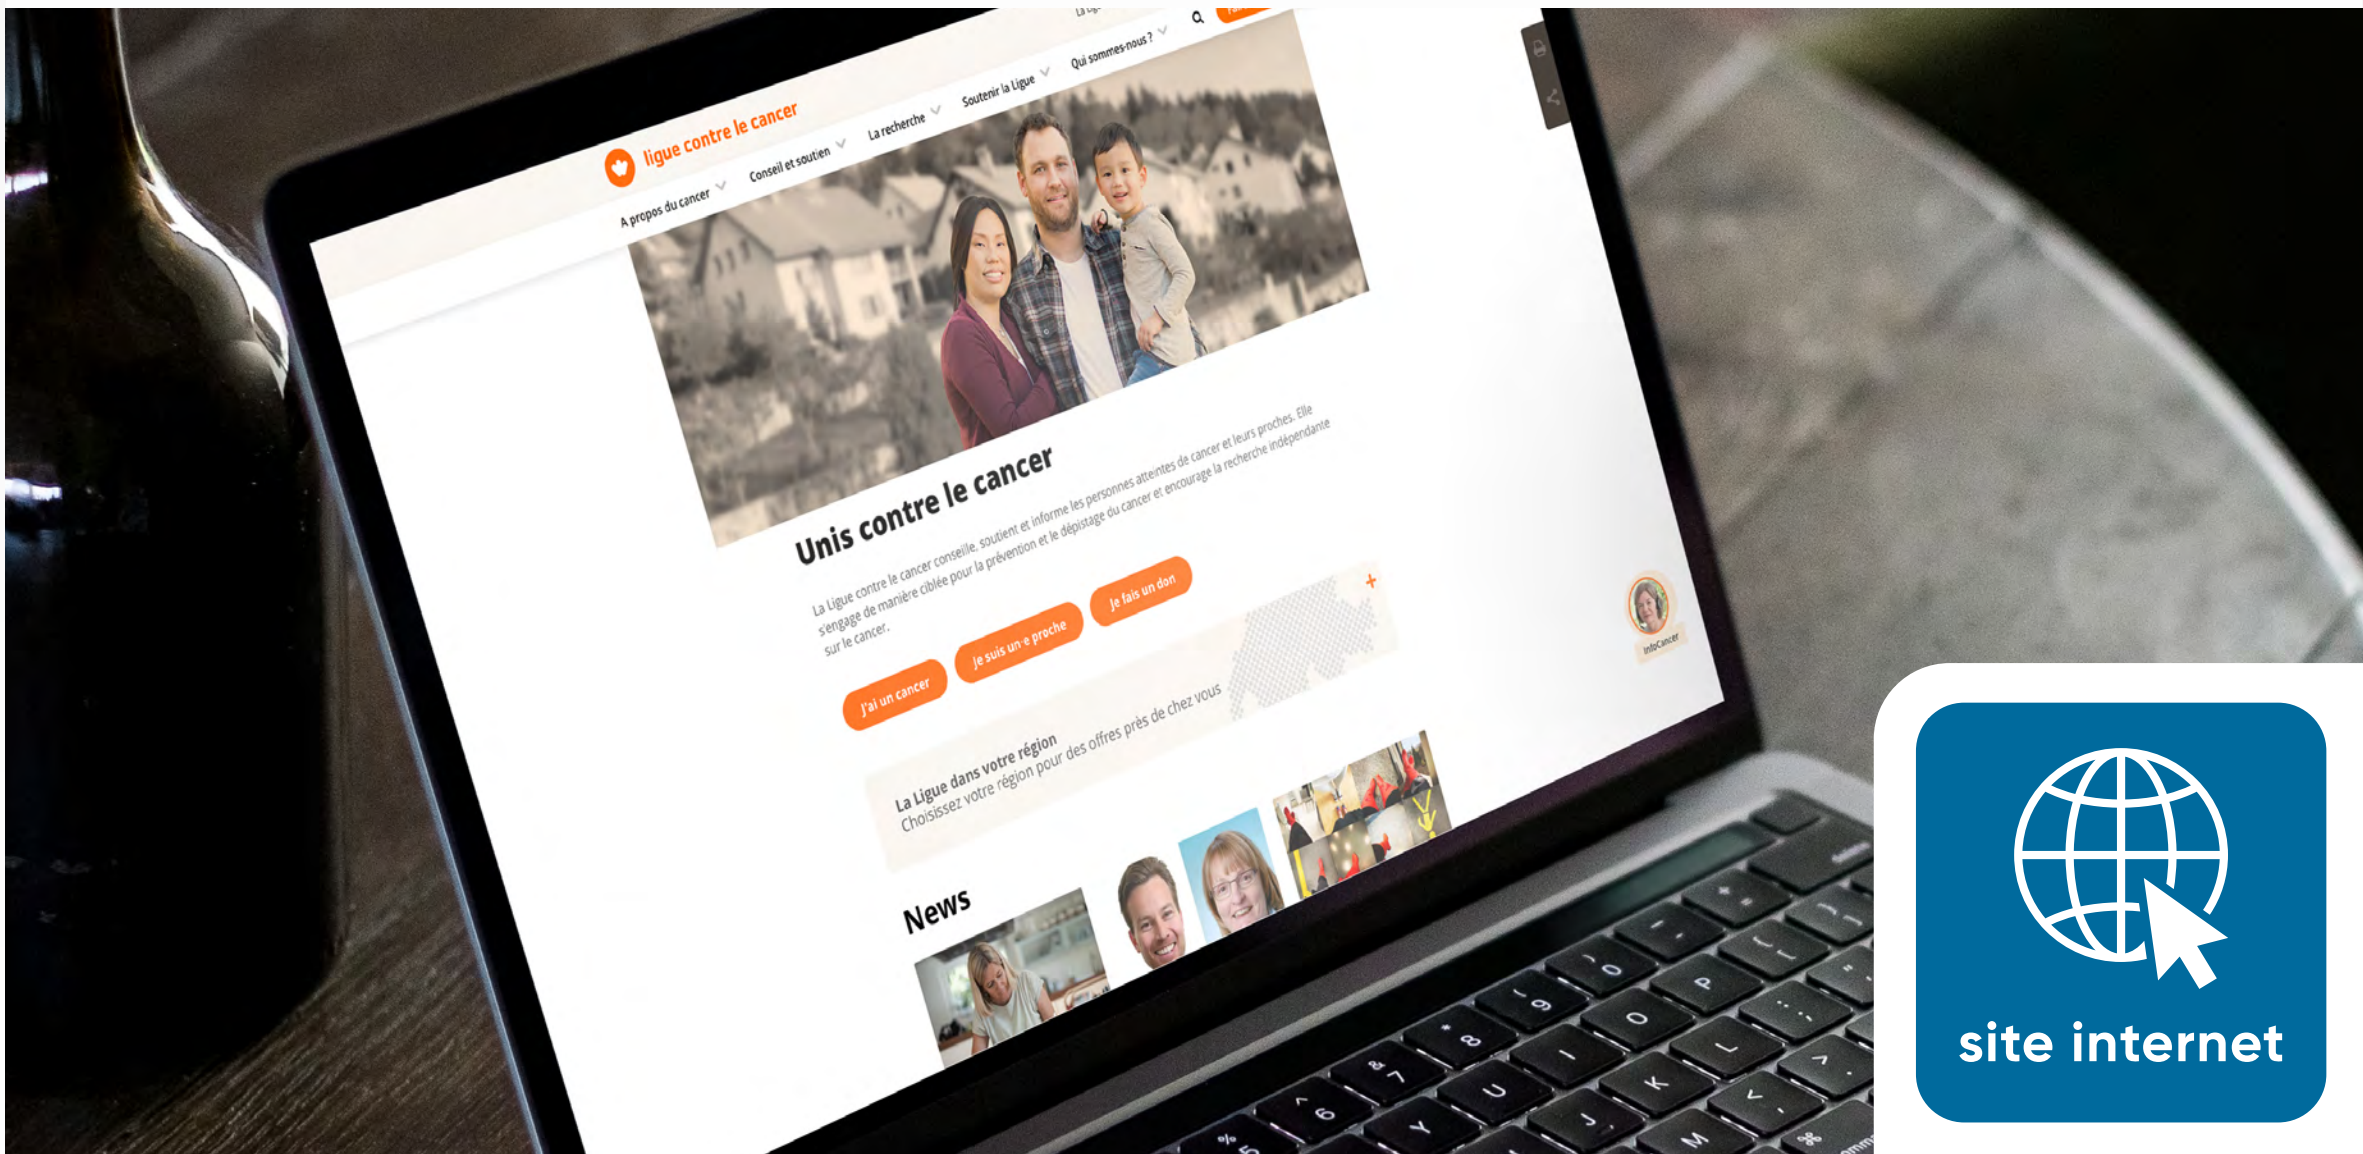 ligue contre le cancer
A propos du cancer
Conseil et soutien
La recherche
Soutenir la Ligue
Qui sommes-nous ?
Unis contre le cancer
La Ligue contre le cancer conseille, soutient et informe les personnes atteintes de cancer et leurs proches. Elle
s'engage de manière ciblée pour la prévention et le dépistage du cancer et encourage la recherche indépendante
sur le cancer.
J'ai un cancer
Je suis un·e proche
Je fais un don
InfoCancer
La Ligue dans votre région
Choisissez votre région pour des offres près de chez vous
News
site internet